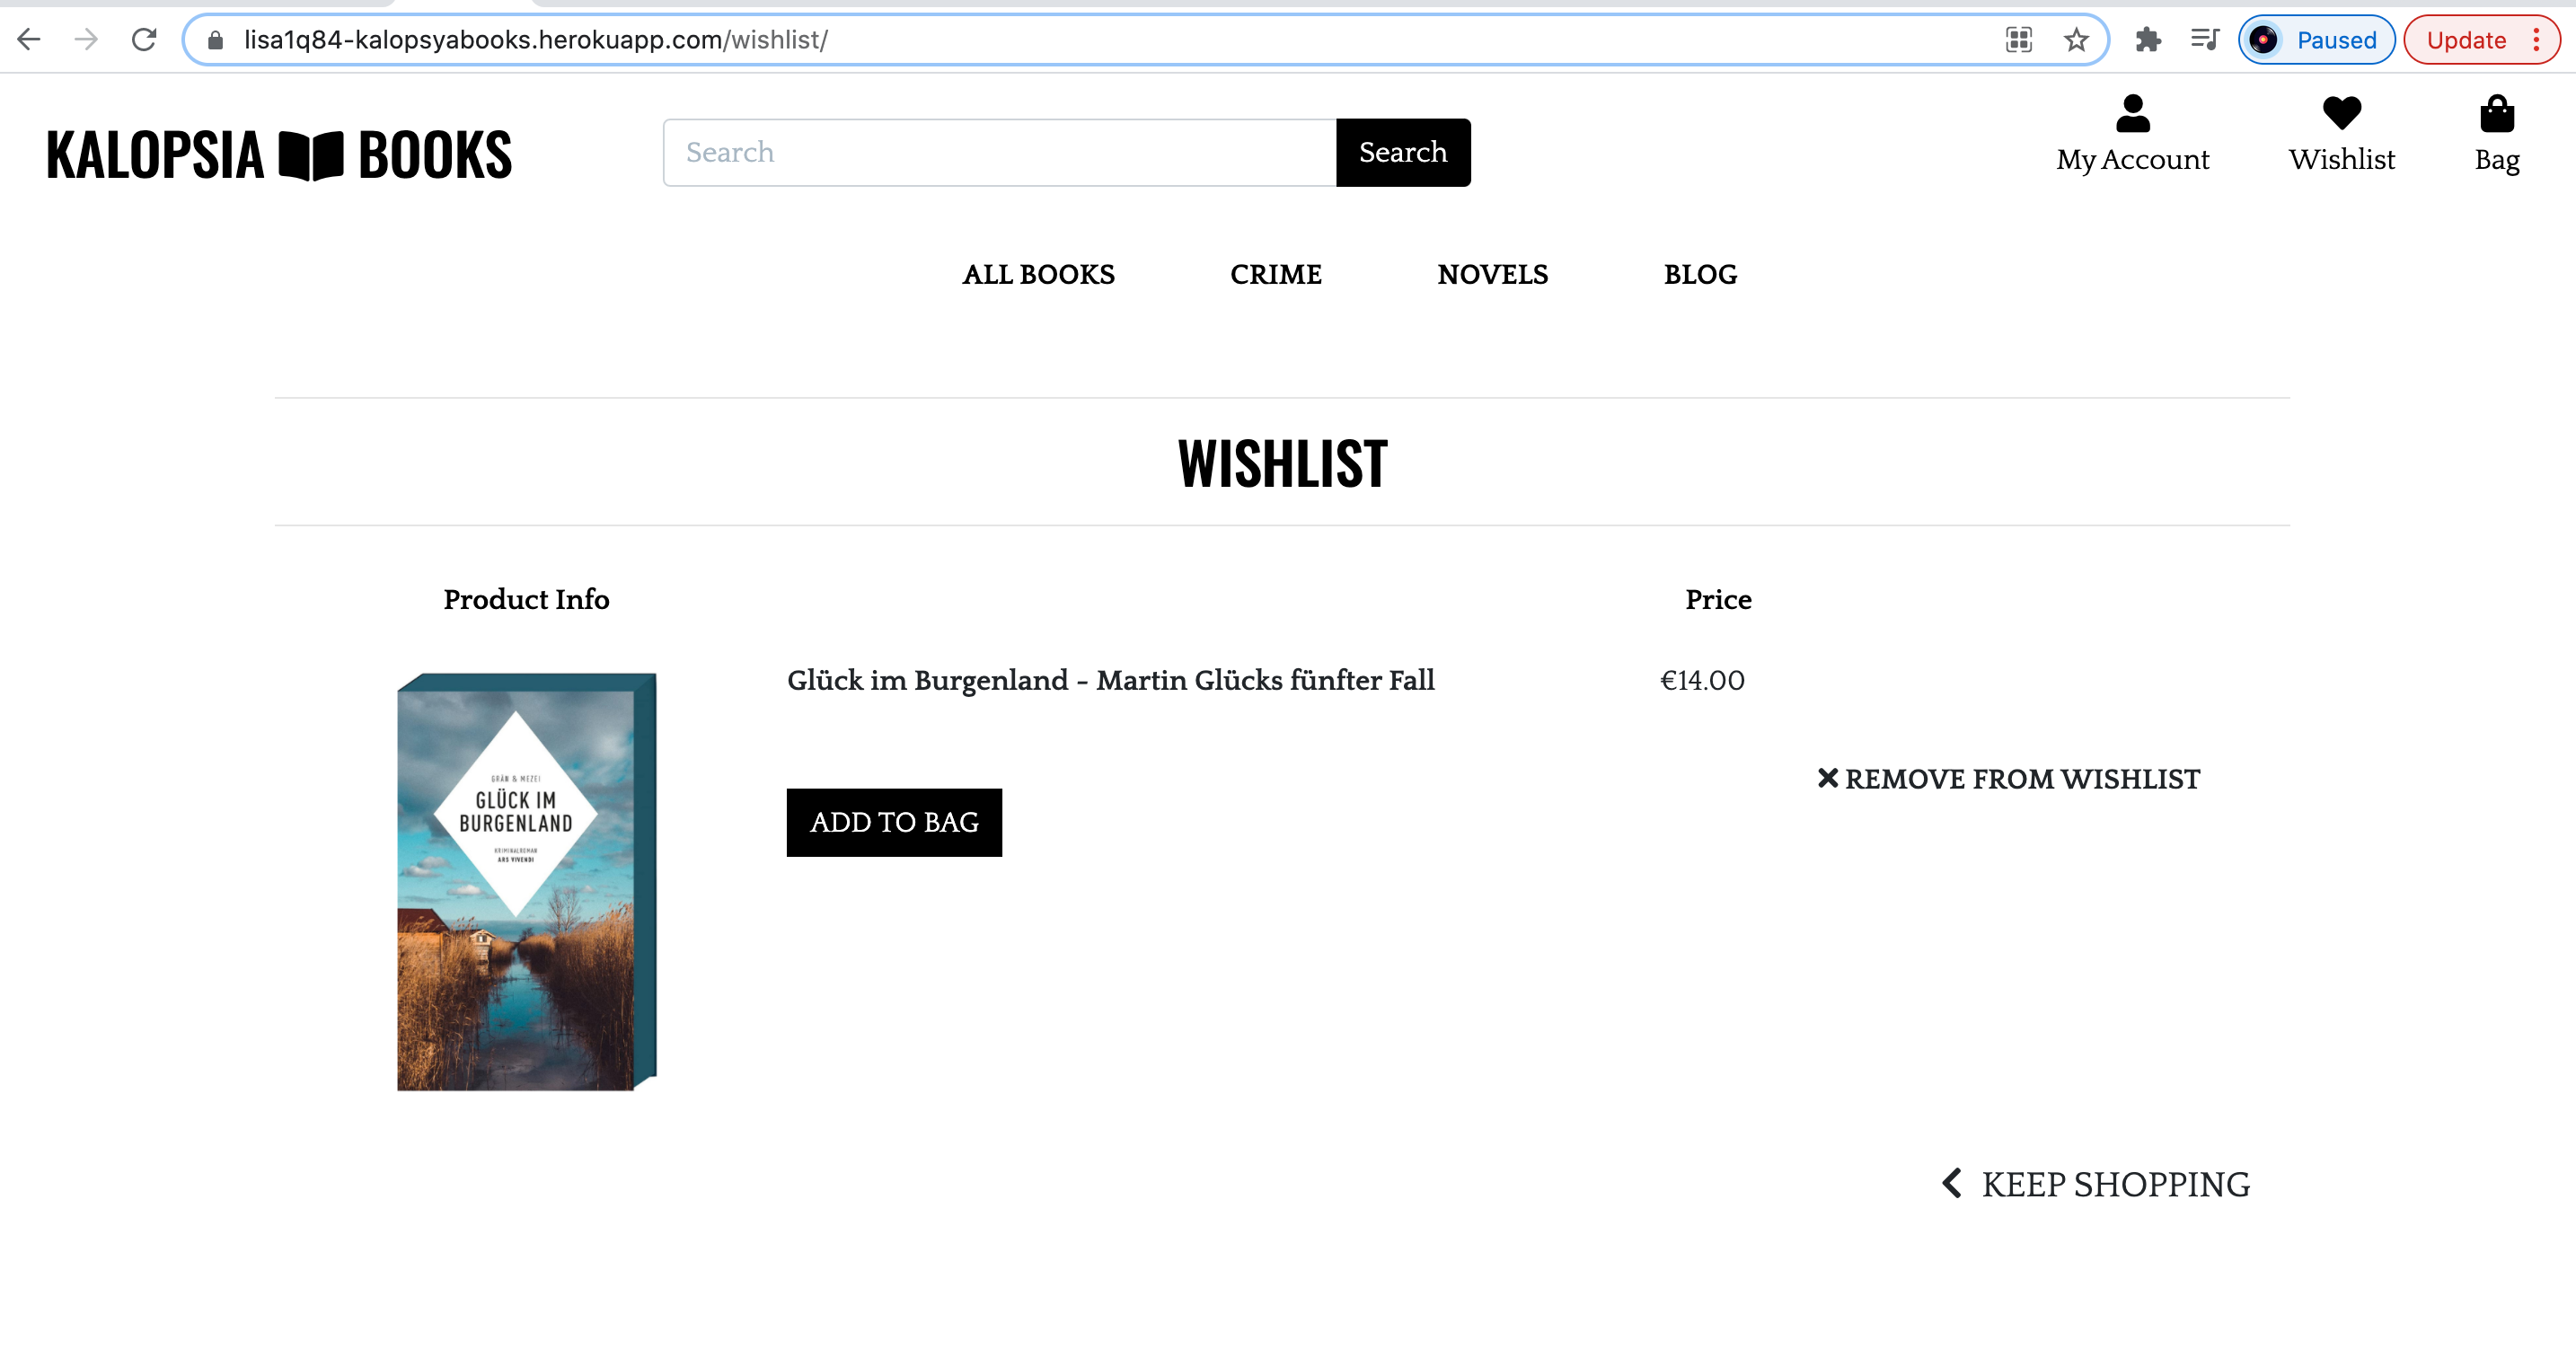 lisa1q84-kalopsyabooks.herokuapp.com/wishlist/
Paused
Update
KALOPSIA BOOKS
Search
Search
My Account
Wishlist
Bag
ALL BOOKS
CRIME
NOVELS
BLOG
WISHLIST
Product Info
Price
Glück im Burgenland - Martin Glücks fünfter Fall
€14.00
GRÄN & MEZEI
GLÜCK IM
BURGENLAND
KRIMINALROMAN
ARS VIVENDI
REMOVE FROM WISHLIST
ADD TO BAG
KEEP SHOPPING